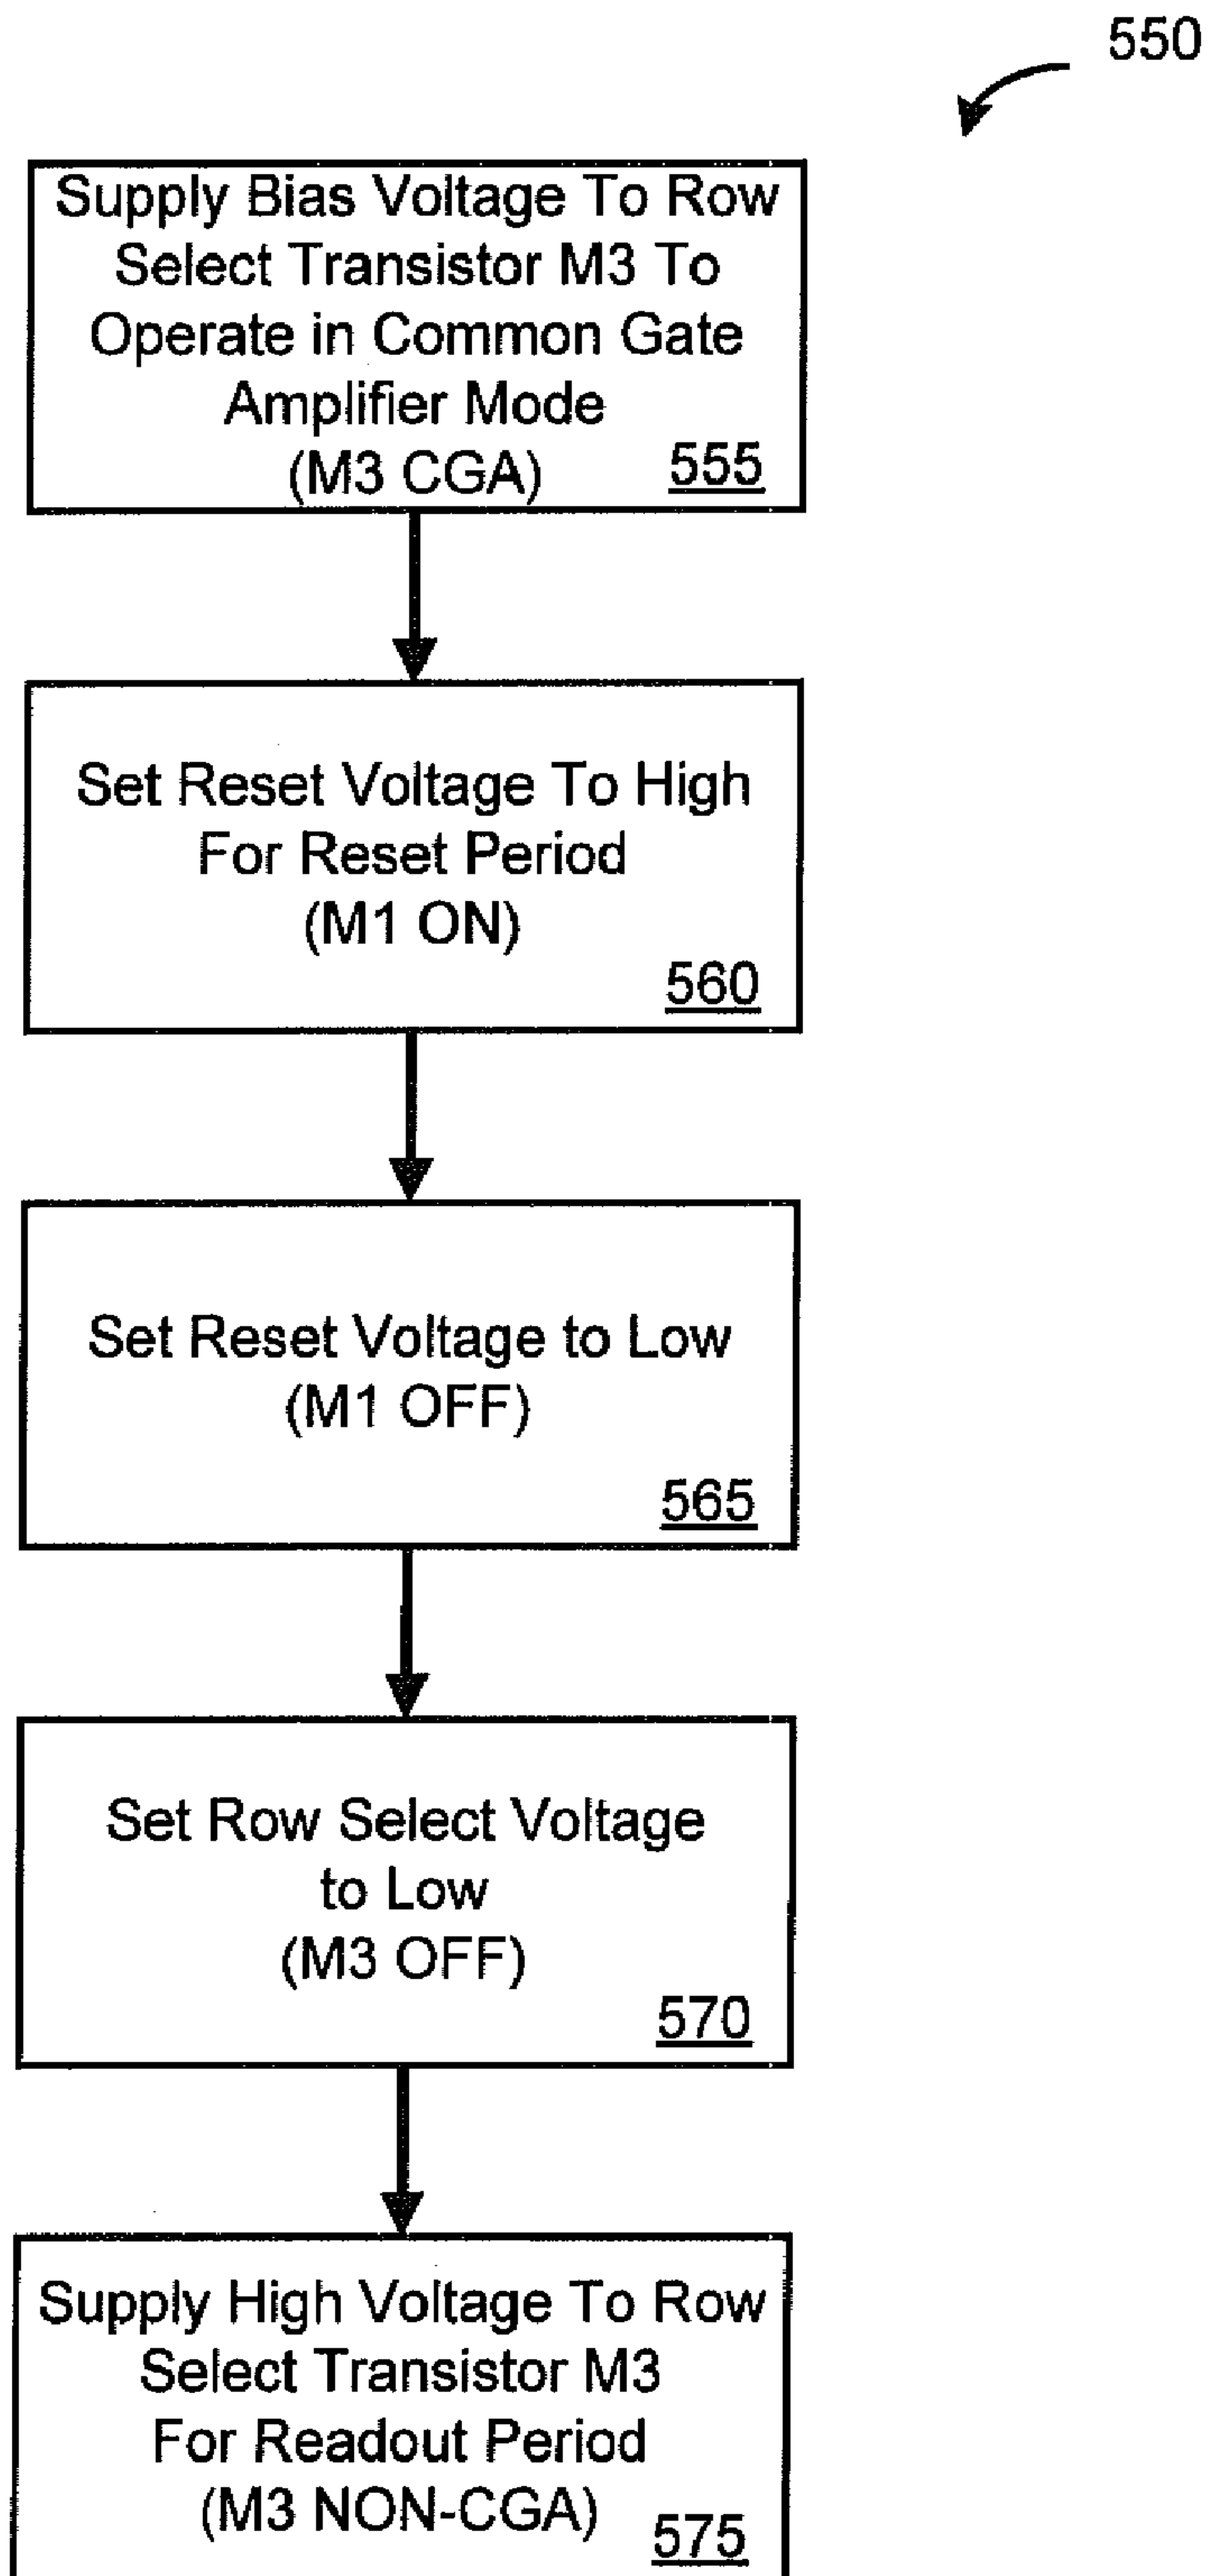 550
Supply Bias Voltage To Row
Select Transistor M3 To
Operate in Common Gate
Amplifier Mode
(M3 CGA)
555
Set Reset Voltage To High
For Reset Period
(M1 ON)
560
Set Reset Voltage to Low
(M1 OFF)
565
Set Row Select Voltage
to Low
(M3 OFF)
570
Supply High Voltage To Row
Select Transistor M3
For Readout Period
(M3 NON-CGA)
575